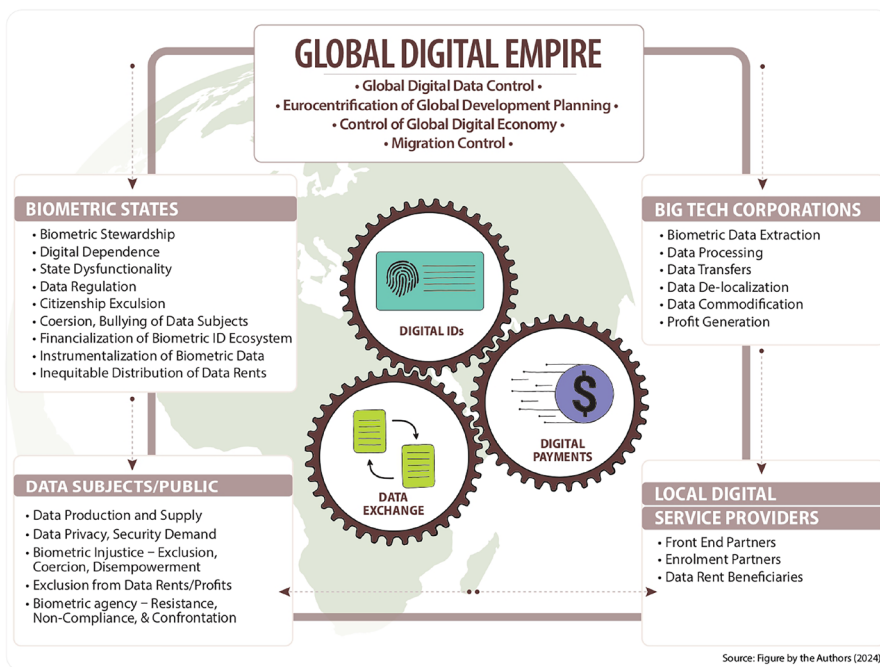 GLOBAL DIGITAL EMPIRE
• Global Digital Data Control •
• Eurocentrification of Global Development Planning •
• Control of Global Digital Economy •
• Migration Control •
BIOMETRIC STATES
• Biometric Stewardship
• Digital Dependence
• State Dysfunctionality
• Data Regulation
• Citizenship Exculsion
• Coersion, Bullying of Data Subjects
• Financialization of Biometric ID Ecosystem
• Instrumentalization of Biometric Data
• Inequitable Distribution of Data Rents
BIG TECH CORPORATIONS
• Biometric Data Extraction
• Data Processing
• Data Transfers
• Data De-localization
• Data Commodification
• Profit Generation
DIGITAL IDs
$
DIGITAL
PAYMENTS
DATA
EXCHANGE
DATA SUBJECTS/PUBLIC
• Data Production and Supply
• Data Privacy, Security Demand
• Biometric Injustice – Exclusion,
Coercion, Disempowerment
• Exclusion from Data Rents/Profits
• Biometric agency – Resistance,
Non-Compliance, & Confrontation
LOCAL DIGITAL
SERVICE PROVIDERS
• Front End Partners
• Enrolment Partners
• Data Rent Beneficiaries
Source: Figure by the Authors (2024)